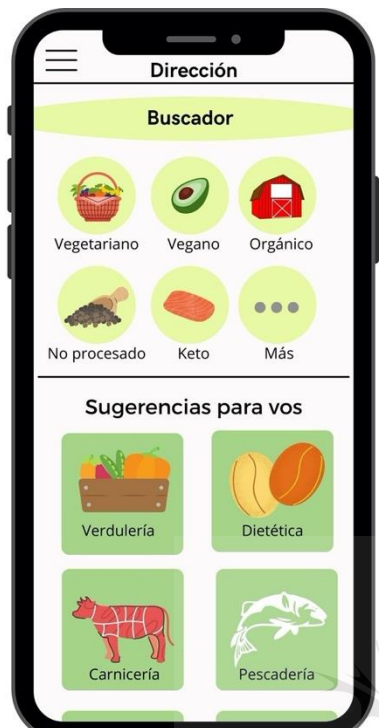 Dirección
Buscador
Vegetariano Vegano Orgánico
No procesado Keto Más
Sugerencias para vos
Verdulería Dietética
Carnicería Pescadería